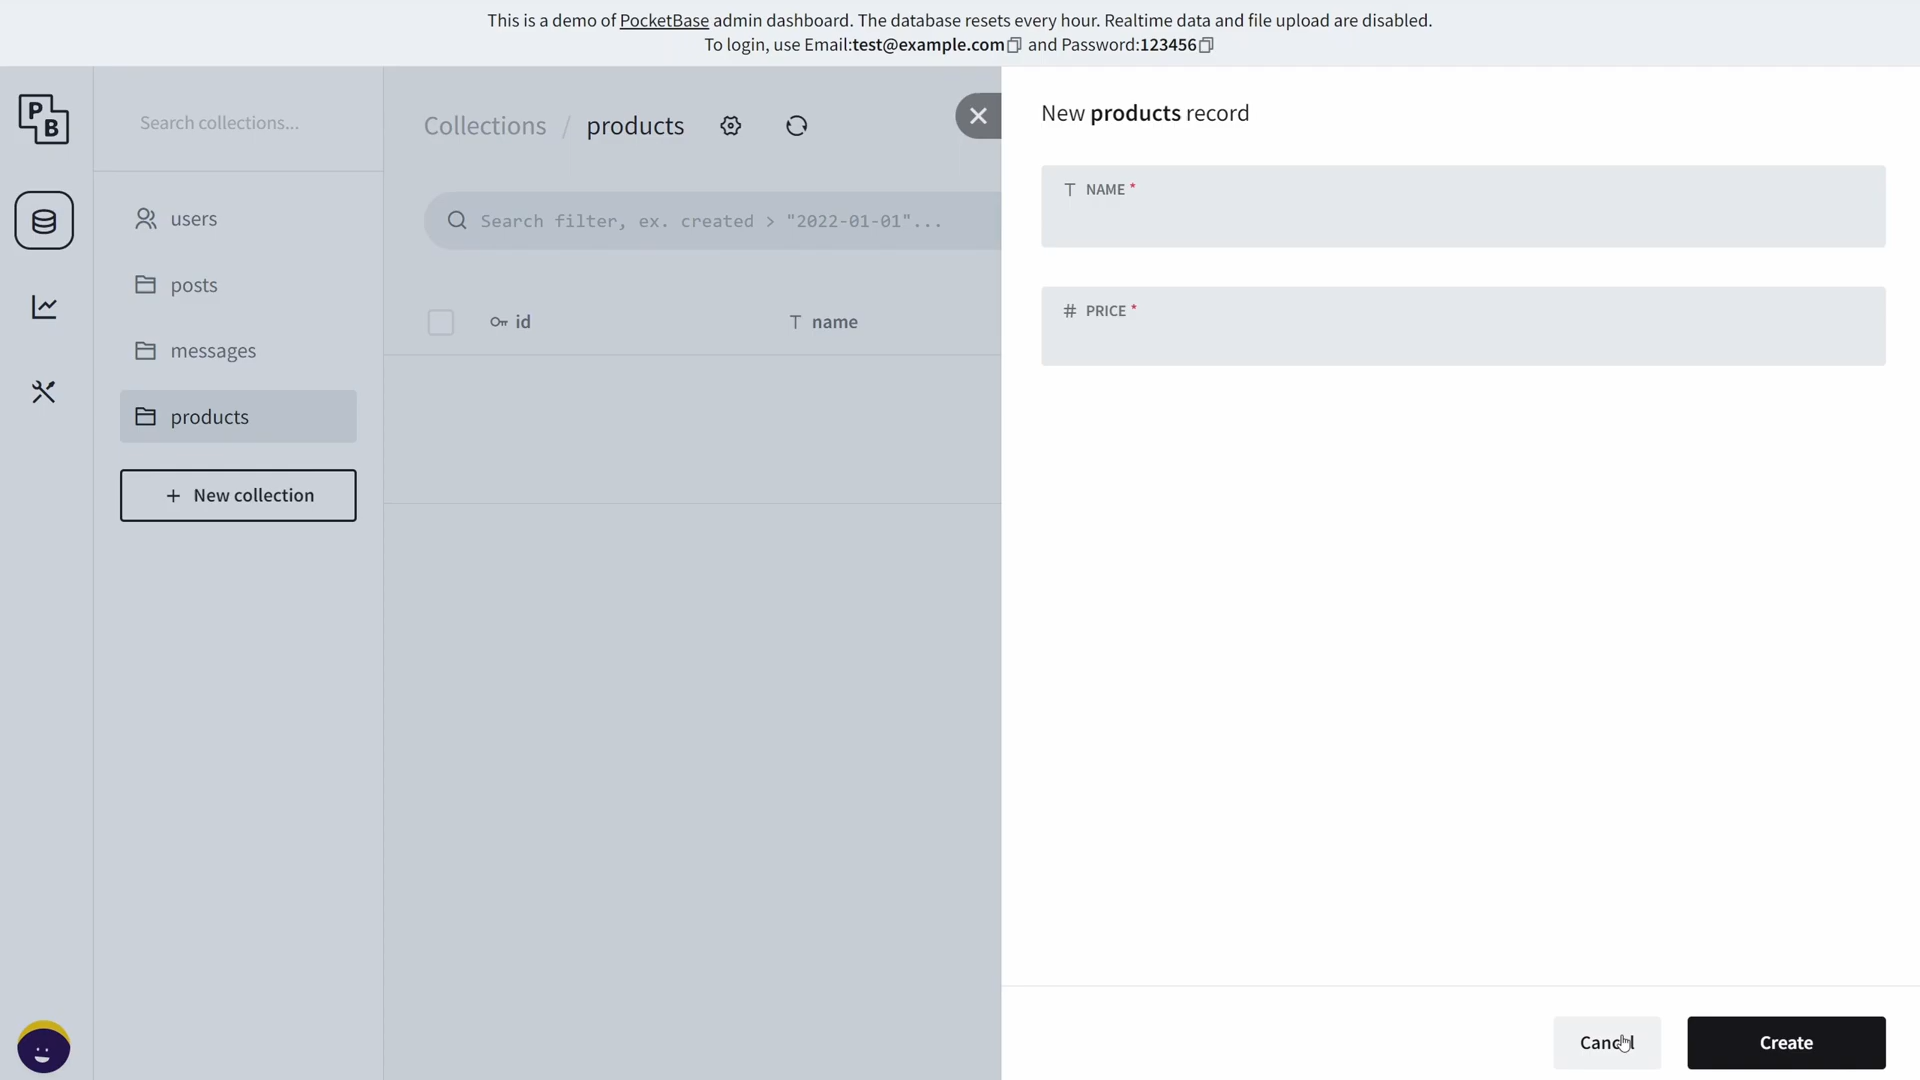 This is a demo of PocketBase admin dashboard. The database resets every hour. Realtime data and file upload are disabled.
To login, use Email:test@example.com and Password:123456
P
B
Search collections...
users
posts
messages
products
+ New collection
Collections / products
Search filter, ex. created > "2022-01-01"...
id
T name
New products record
T NAME *
# PRICE *
Cancel
Create